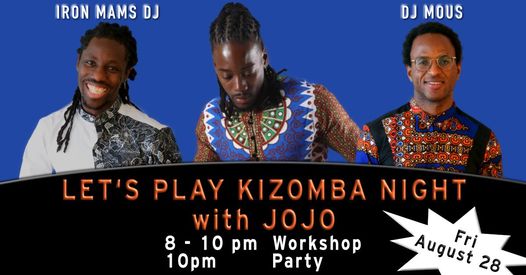 IRON MAMS DJ
DJ MOUS
LET'S PLAY KIZOMBA NIGHT
with JOJO
8 - 10 pm Workshop
10pm Party
Fri
August 28